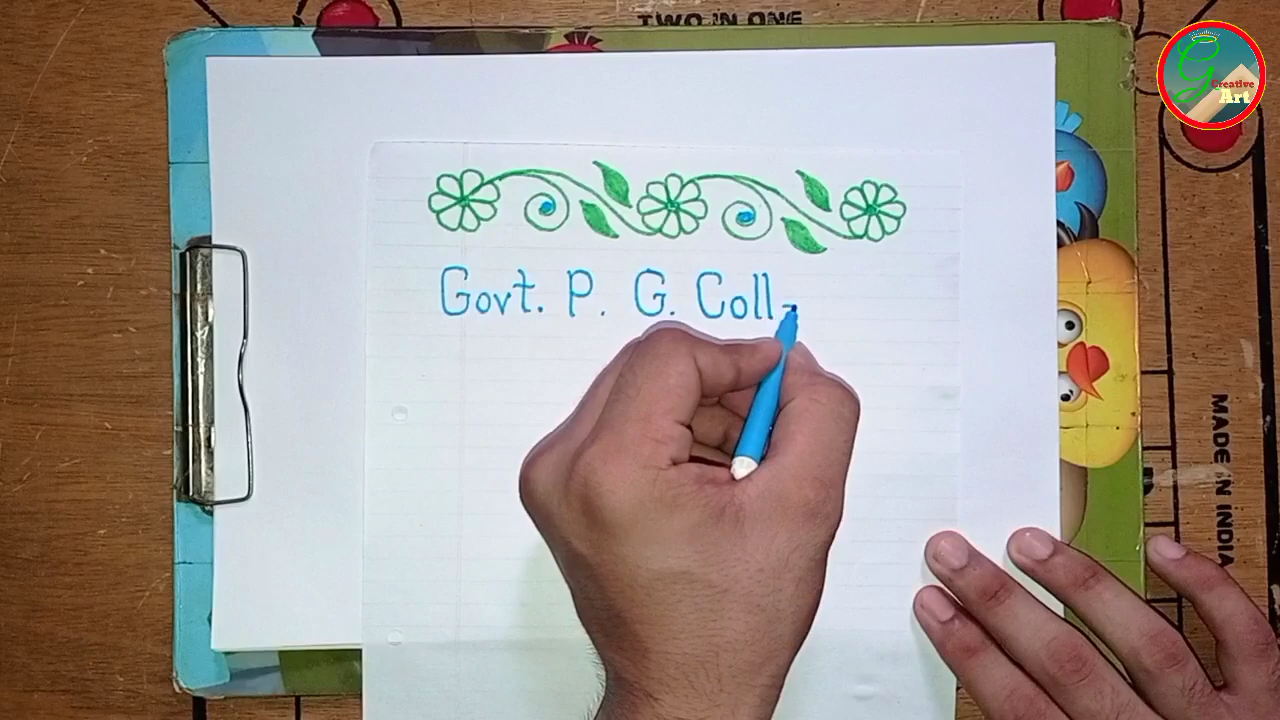 TWO IN ONE
G Creative
Art
Govt. P. G. Coll
MADE IN INDIA